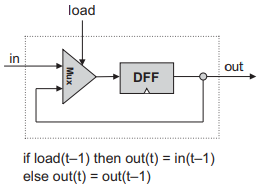 load
in
Mux
DFF
out
if load(t–1) then out(t) = in(t–1)
else out(t) = out(t–1)